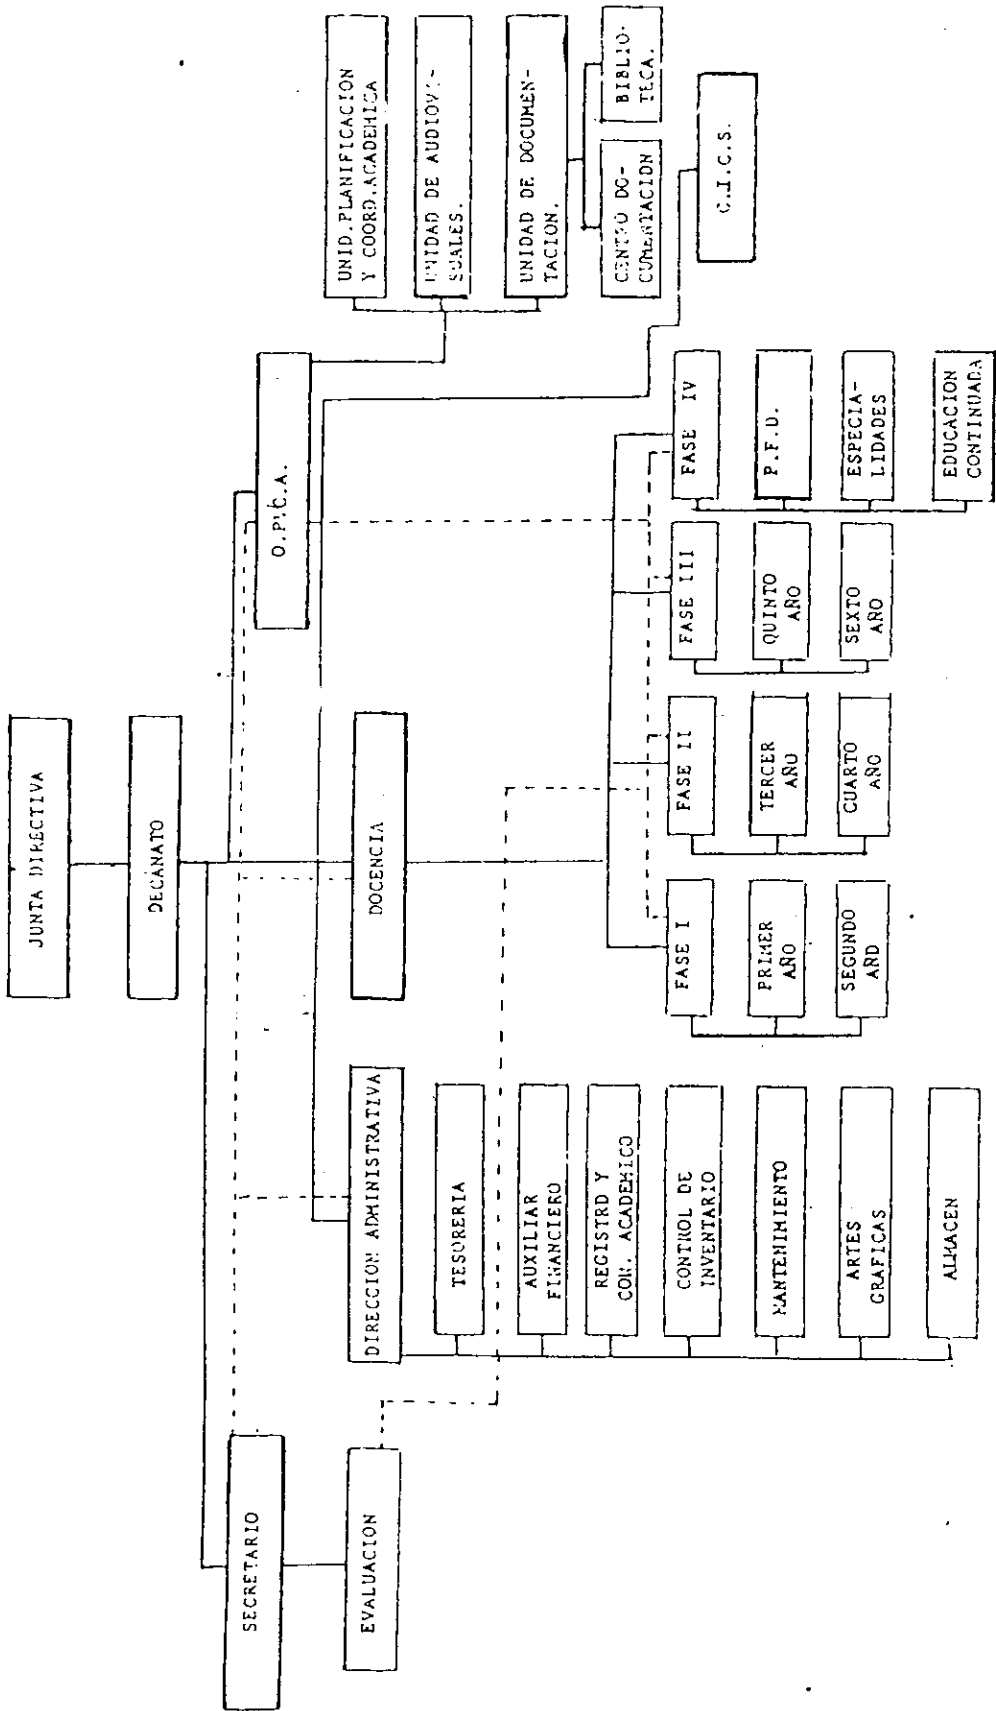 JUNTA DIRECTIVA
DECANATO
SECRETARIO
EVALUACION
O.P.C.A.
UNID.PLANIFICACION
Y COORD.ACADEMICA
UNIDAD DE AUDIOVI-
SUALES.
UNIDAD DE DOCUMEN-
TACION.
CENTRO DO-
CUMENTACION
BIBLIO-
TECA.
C.I.C.S.
DIRECCION ADMINISTRATIVA
TESORERIA
AUXILIAR
FINANCIERO
REGISTRO Y
CON. ACADEMICO
CONTROL DE
INVENTARIO
MANTENIMIENTO
ARTES
GRAFICAS
ALMACEN
DOCENCIA
FASE I
PRIMER
AÑO
SEGUNDO
AÑO
FASE II
TERCER
AÑO
CUARTO
AÑO
FASE III
QUINTO
AÑO
SEXTO
AÑO
FASE IV
P.F.D.
ESPECIA-
LIDADES
EDUCACION
CONTINUADA